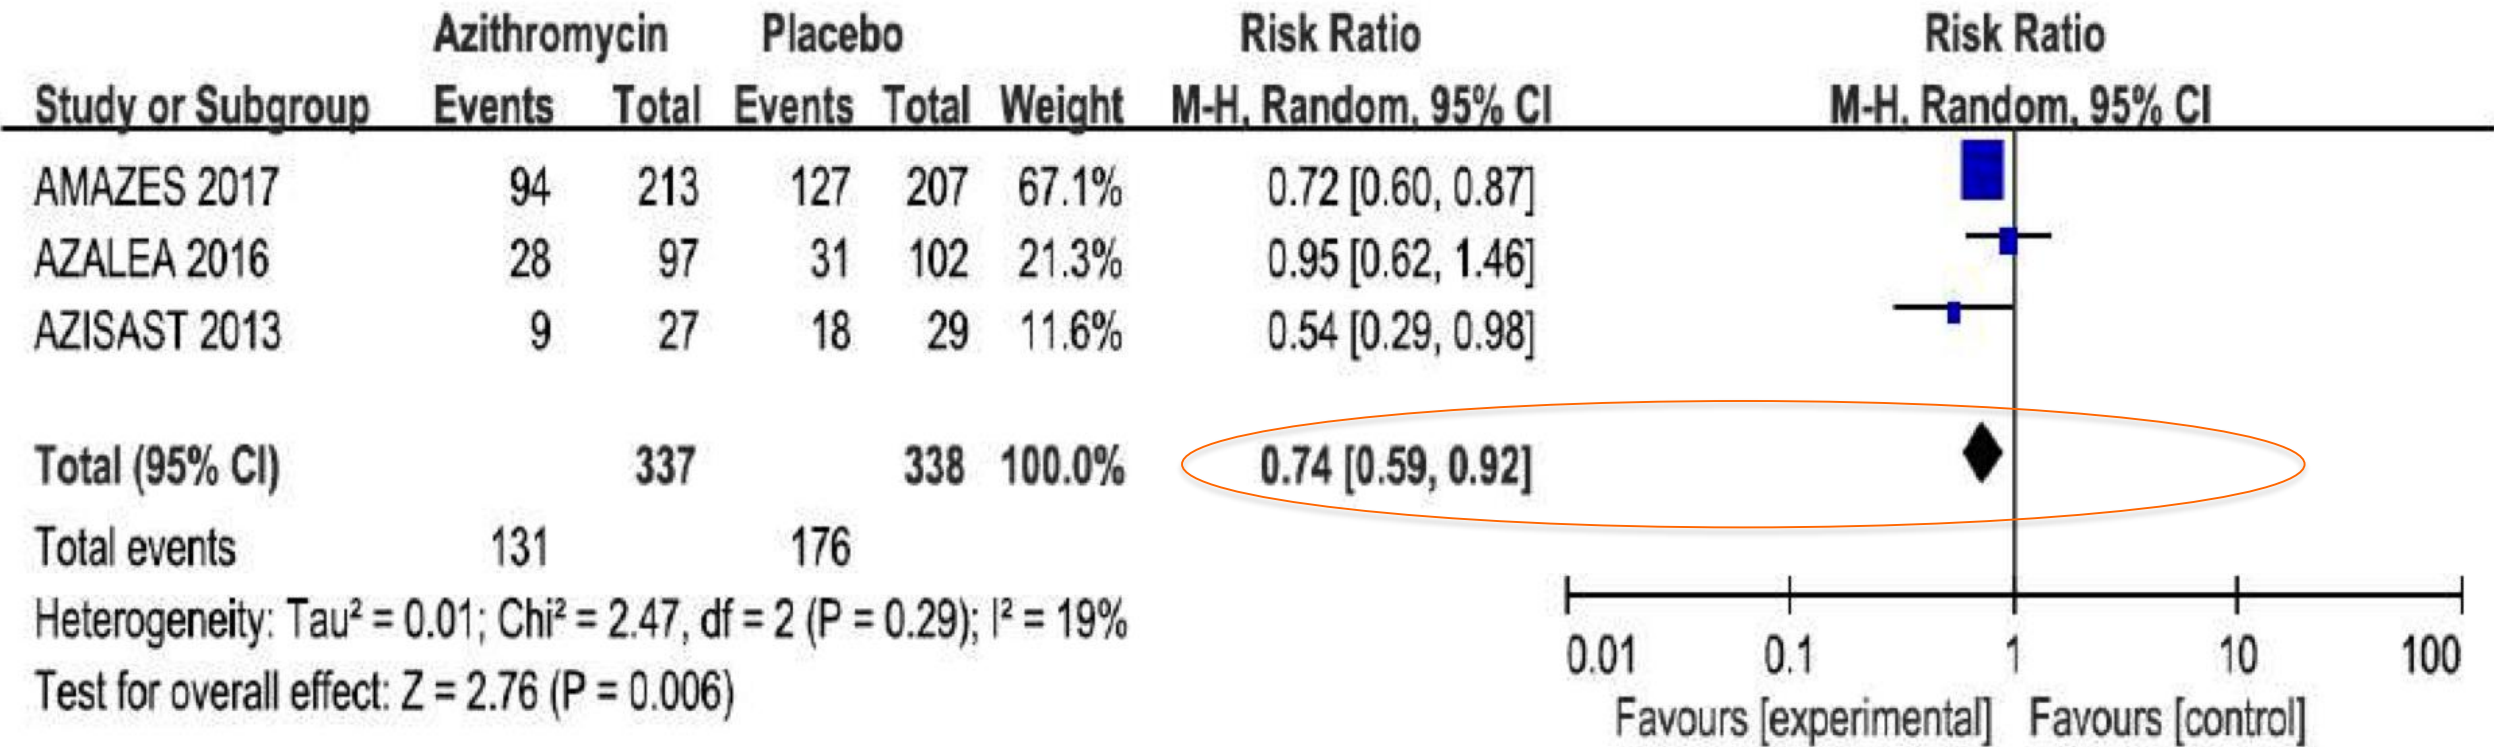 Azithromycin Placebo Risk Ratio Risk Ratio
Study or Subgroup Events Total Events Total Weight M-H, Random, 95% CI M-H, Random, 95% CI
AMAZES 2017 94 213 127 207 67.1% 0.72 [0.60, 0.87]
AZALEA 2016 28 97 31 102 21.3% 0.95 [0.62, 1.46]
AZISAST 2013 9 27 18 29 11.6% 0.54 [0.29, 0.98]
Total (95% CI) 337 338 100.0% 0.74 [0.59, 0.92]
Total events 131 176
Heterogeneity: Tau² = 0.01; Chi² = 2.47, df = 2 (P = 0.29); I² = 19%
Test for overall effect: Z = 2.76 (P = 0.006)
0.01 0.1 1 10 100
Favours [experimental] Favours [control]